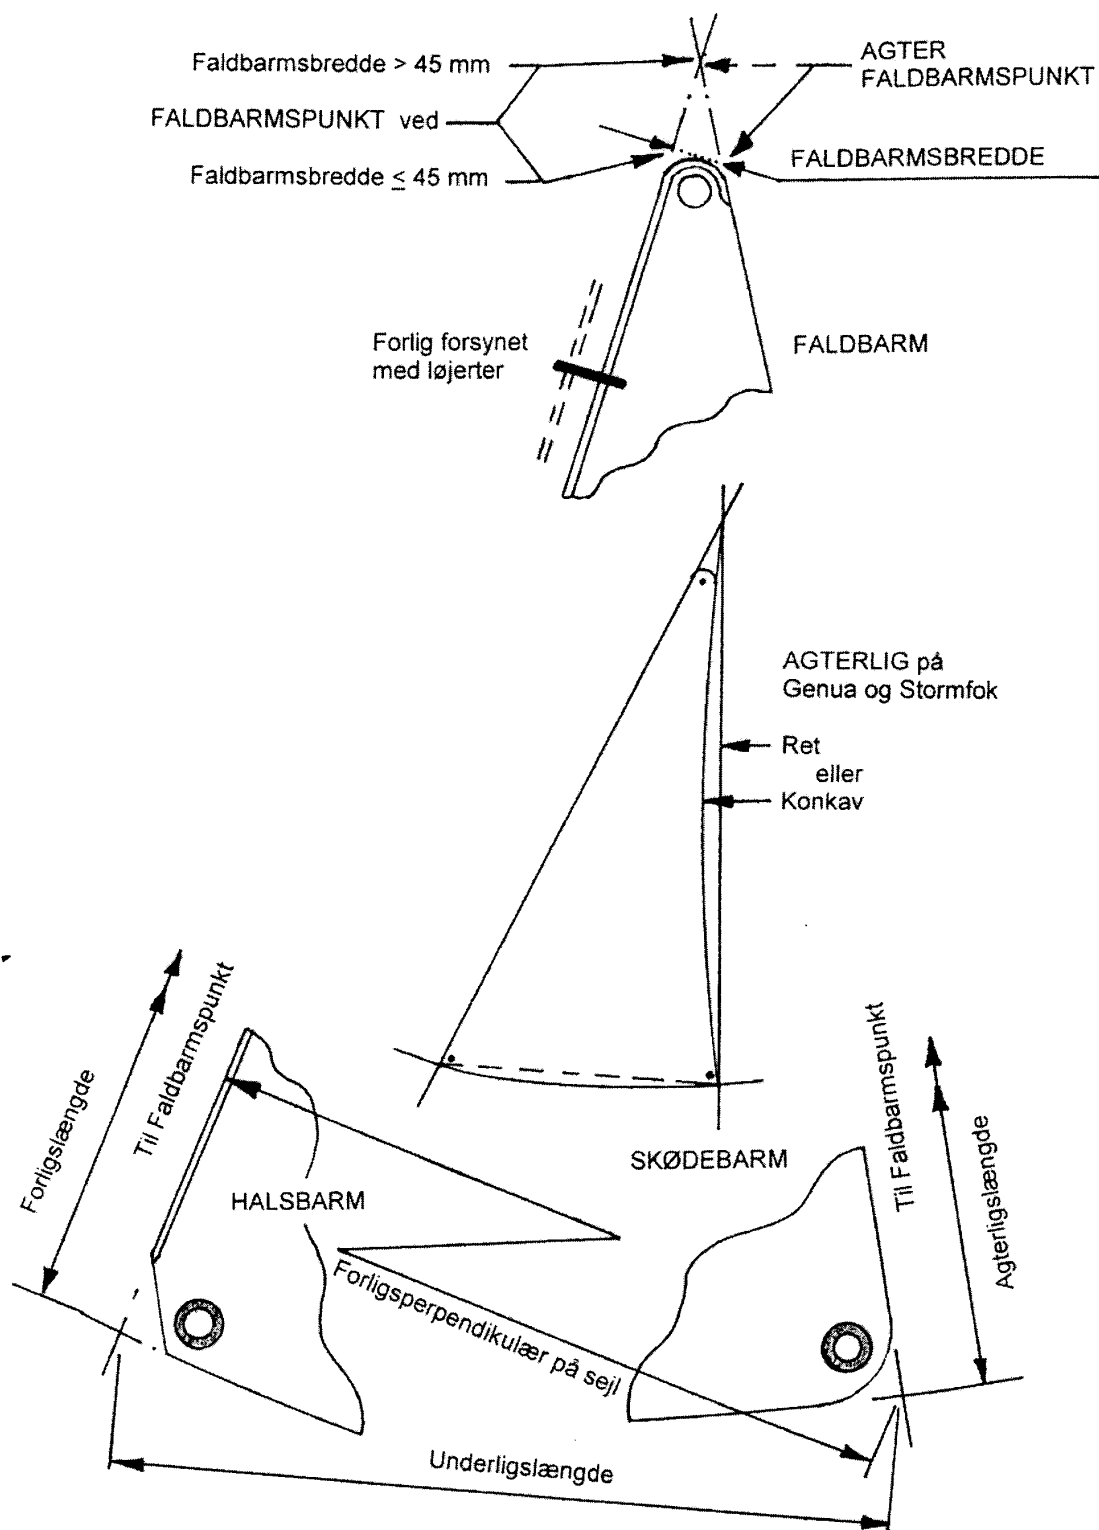 Faldbarmsbredde > 45 mm
AGTER
FALDBARMSPUNKT
FALDBARMSPUNKT ved
FALDBARMSBREDDE
Faldbarmsbredde ≤ 45 mm
Forlig forsynet
med løjerter
FALDBARM
AGTERLIG på
Genua og Stormfok
Ret
eller
Konkav
Forligslængde
Til Faldbarmspunkt
HALSBARM
SKØDEBARM
Til Faldbarmspunkt
Agterligslængde
Forligsperpendikulær på sejl
Underligslængde